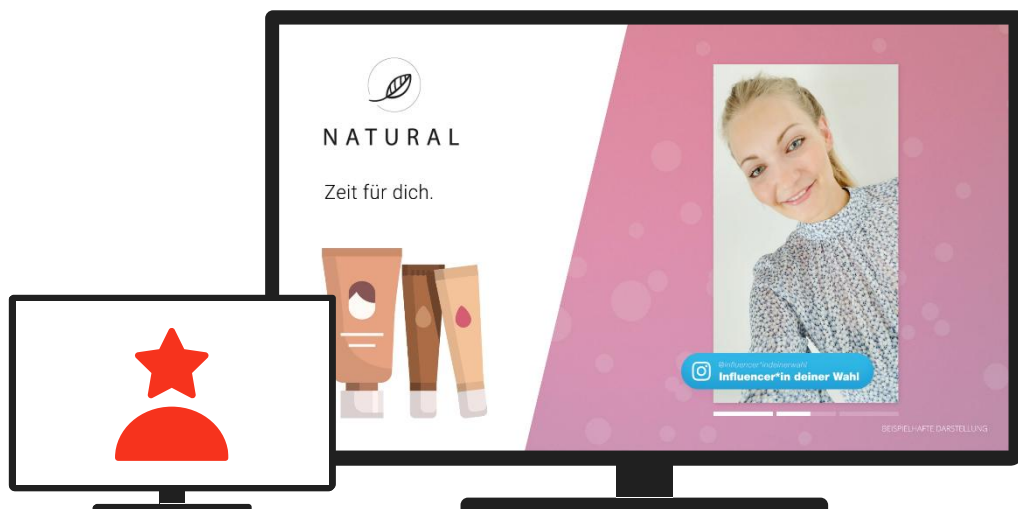 NATURAL
Zeit für dich.
@influencer*indeinerwahl
Influencer*in deiner Wahl
BEISPIELHAFTE DARSTELLUNG